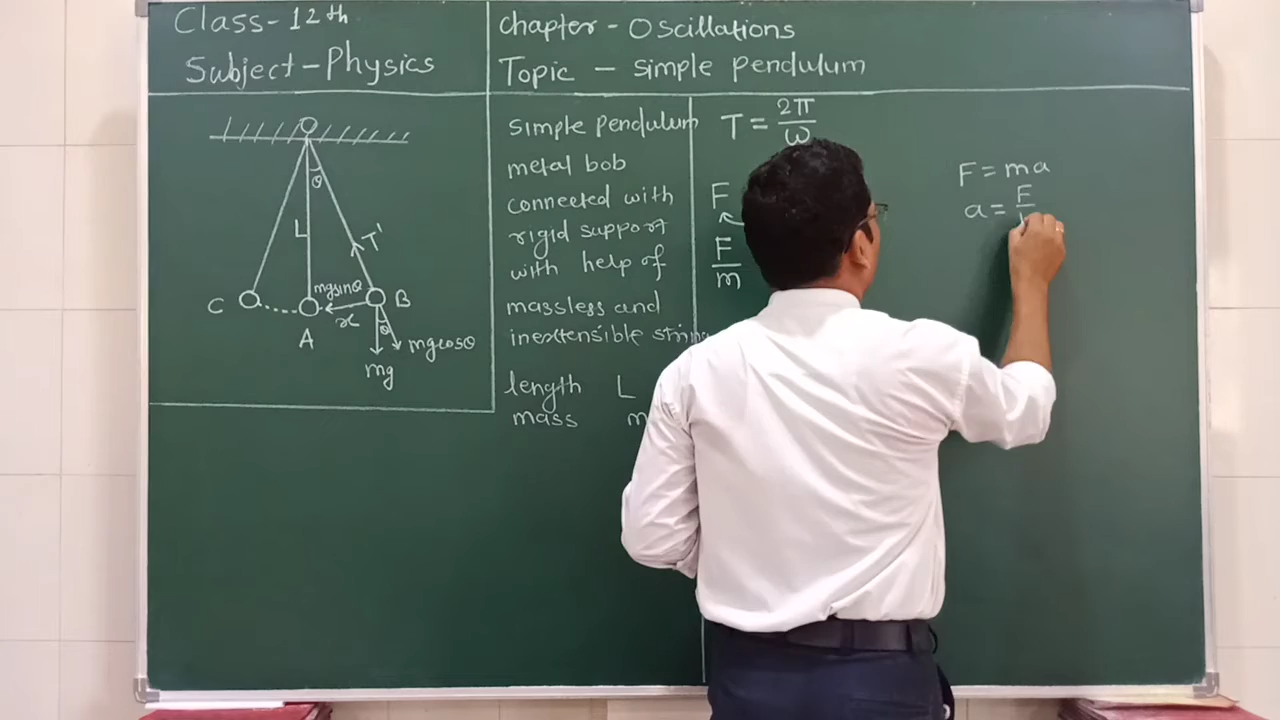 Class-12th
Subject-Physics
Chapter-Oscillations
Topic - simple pendulum
θ
L
T'
mgsinθ
C
B
x
θ
A
mgcosθ
mg
simple pendulum
metal bob
connected with
rigid support
with help of
massless and
inextensible string
length L
mass m
T = 2π/ω
F
F/m
F = ma
a = F